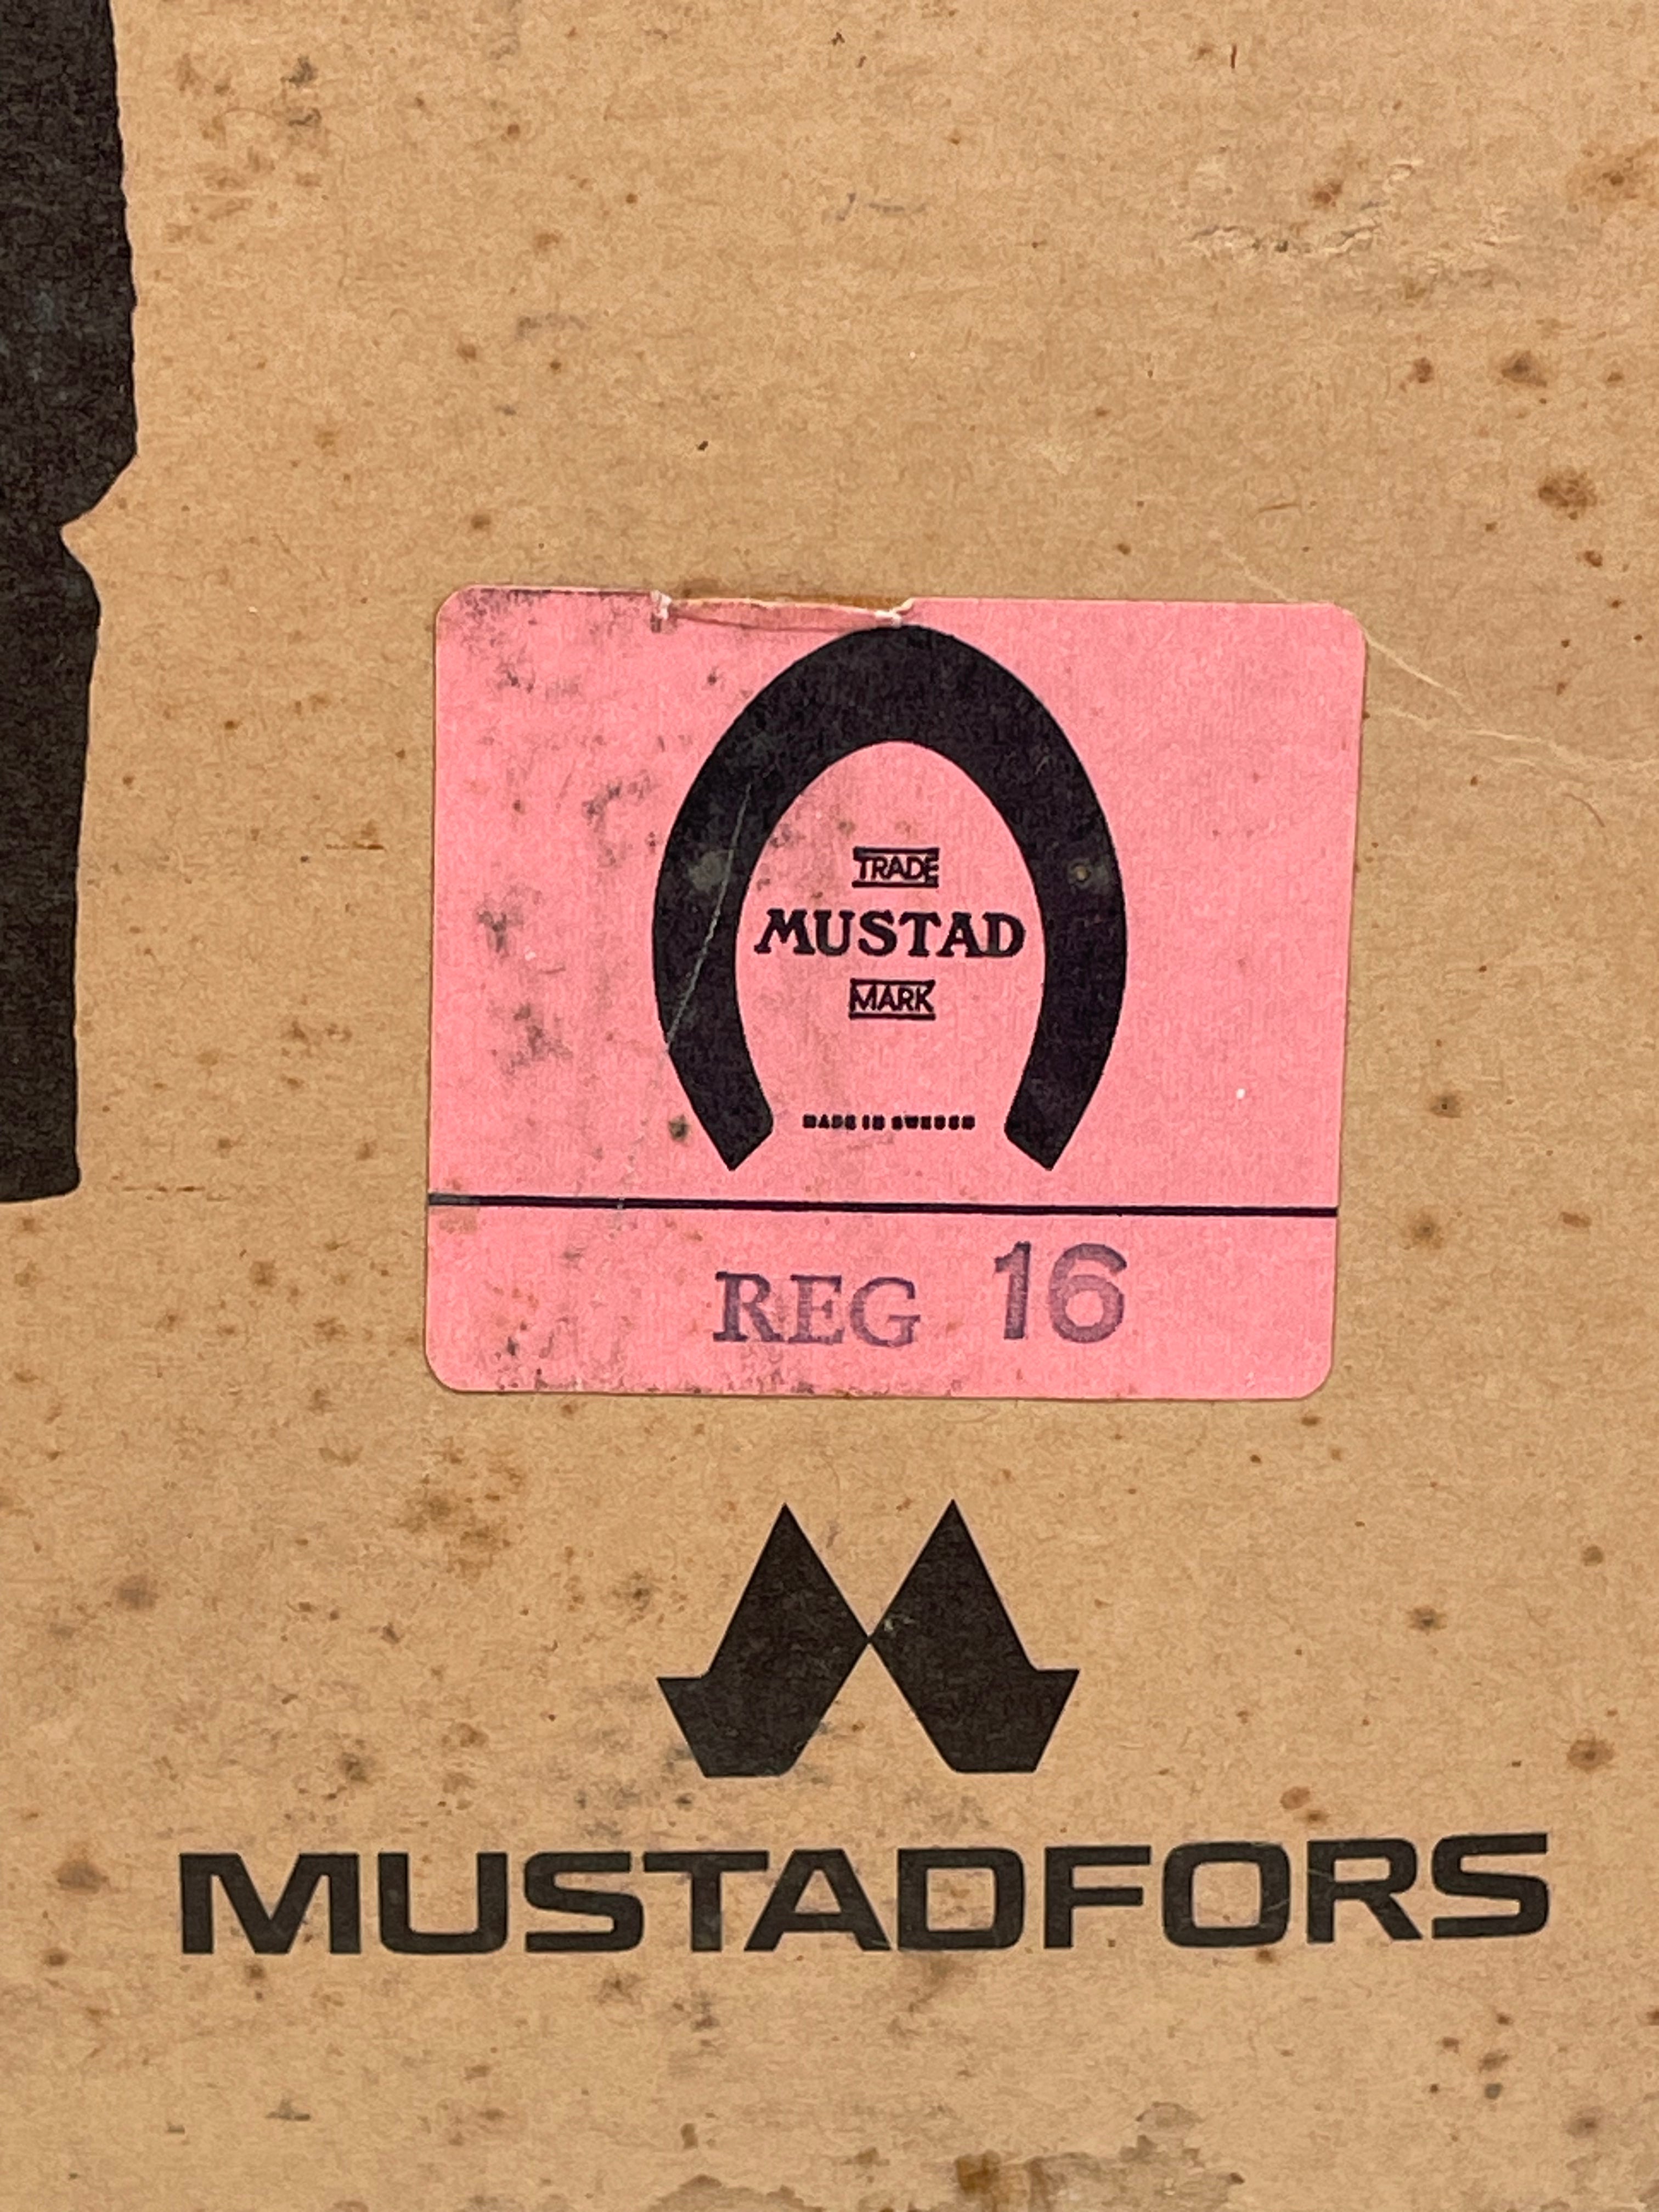 TRADE
MUSTAD
MARK
MADE IN SWEDEN
REG 16
MUSTADFORS